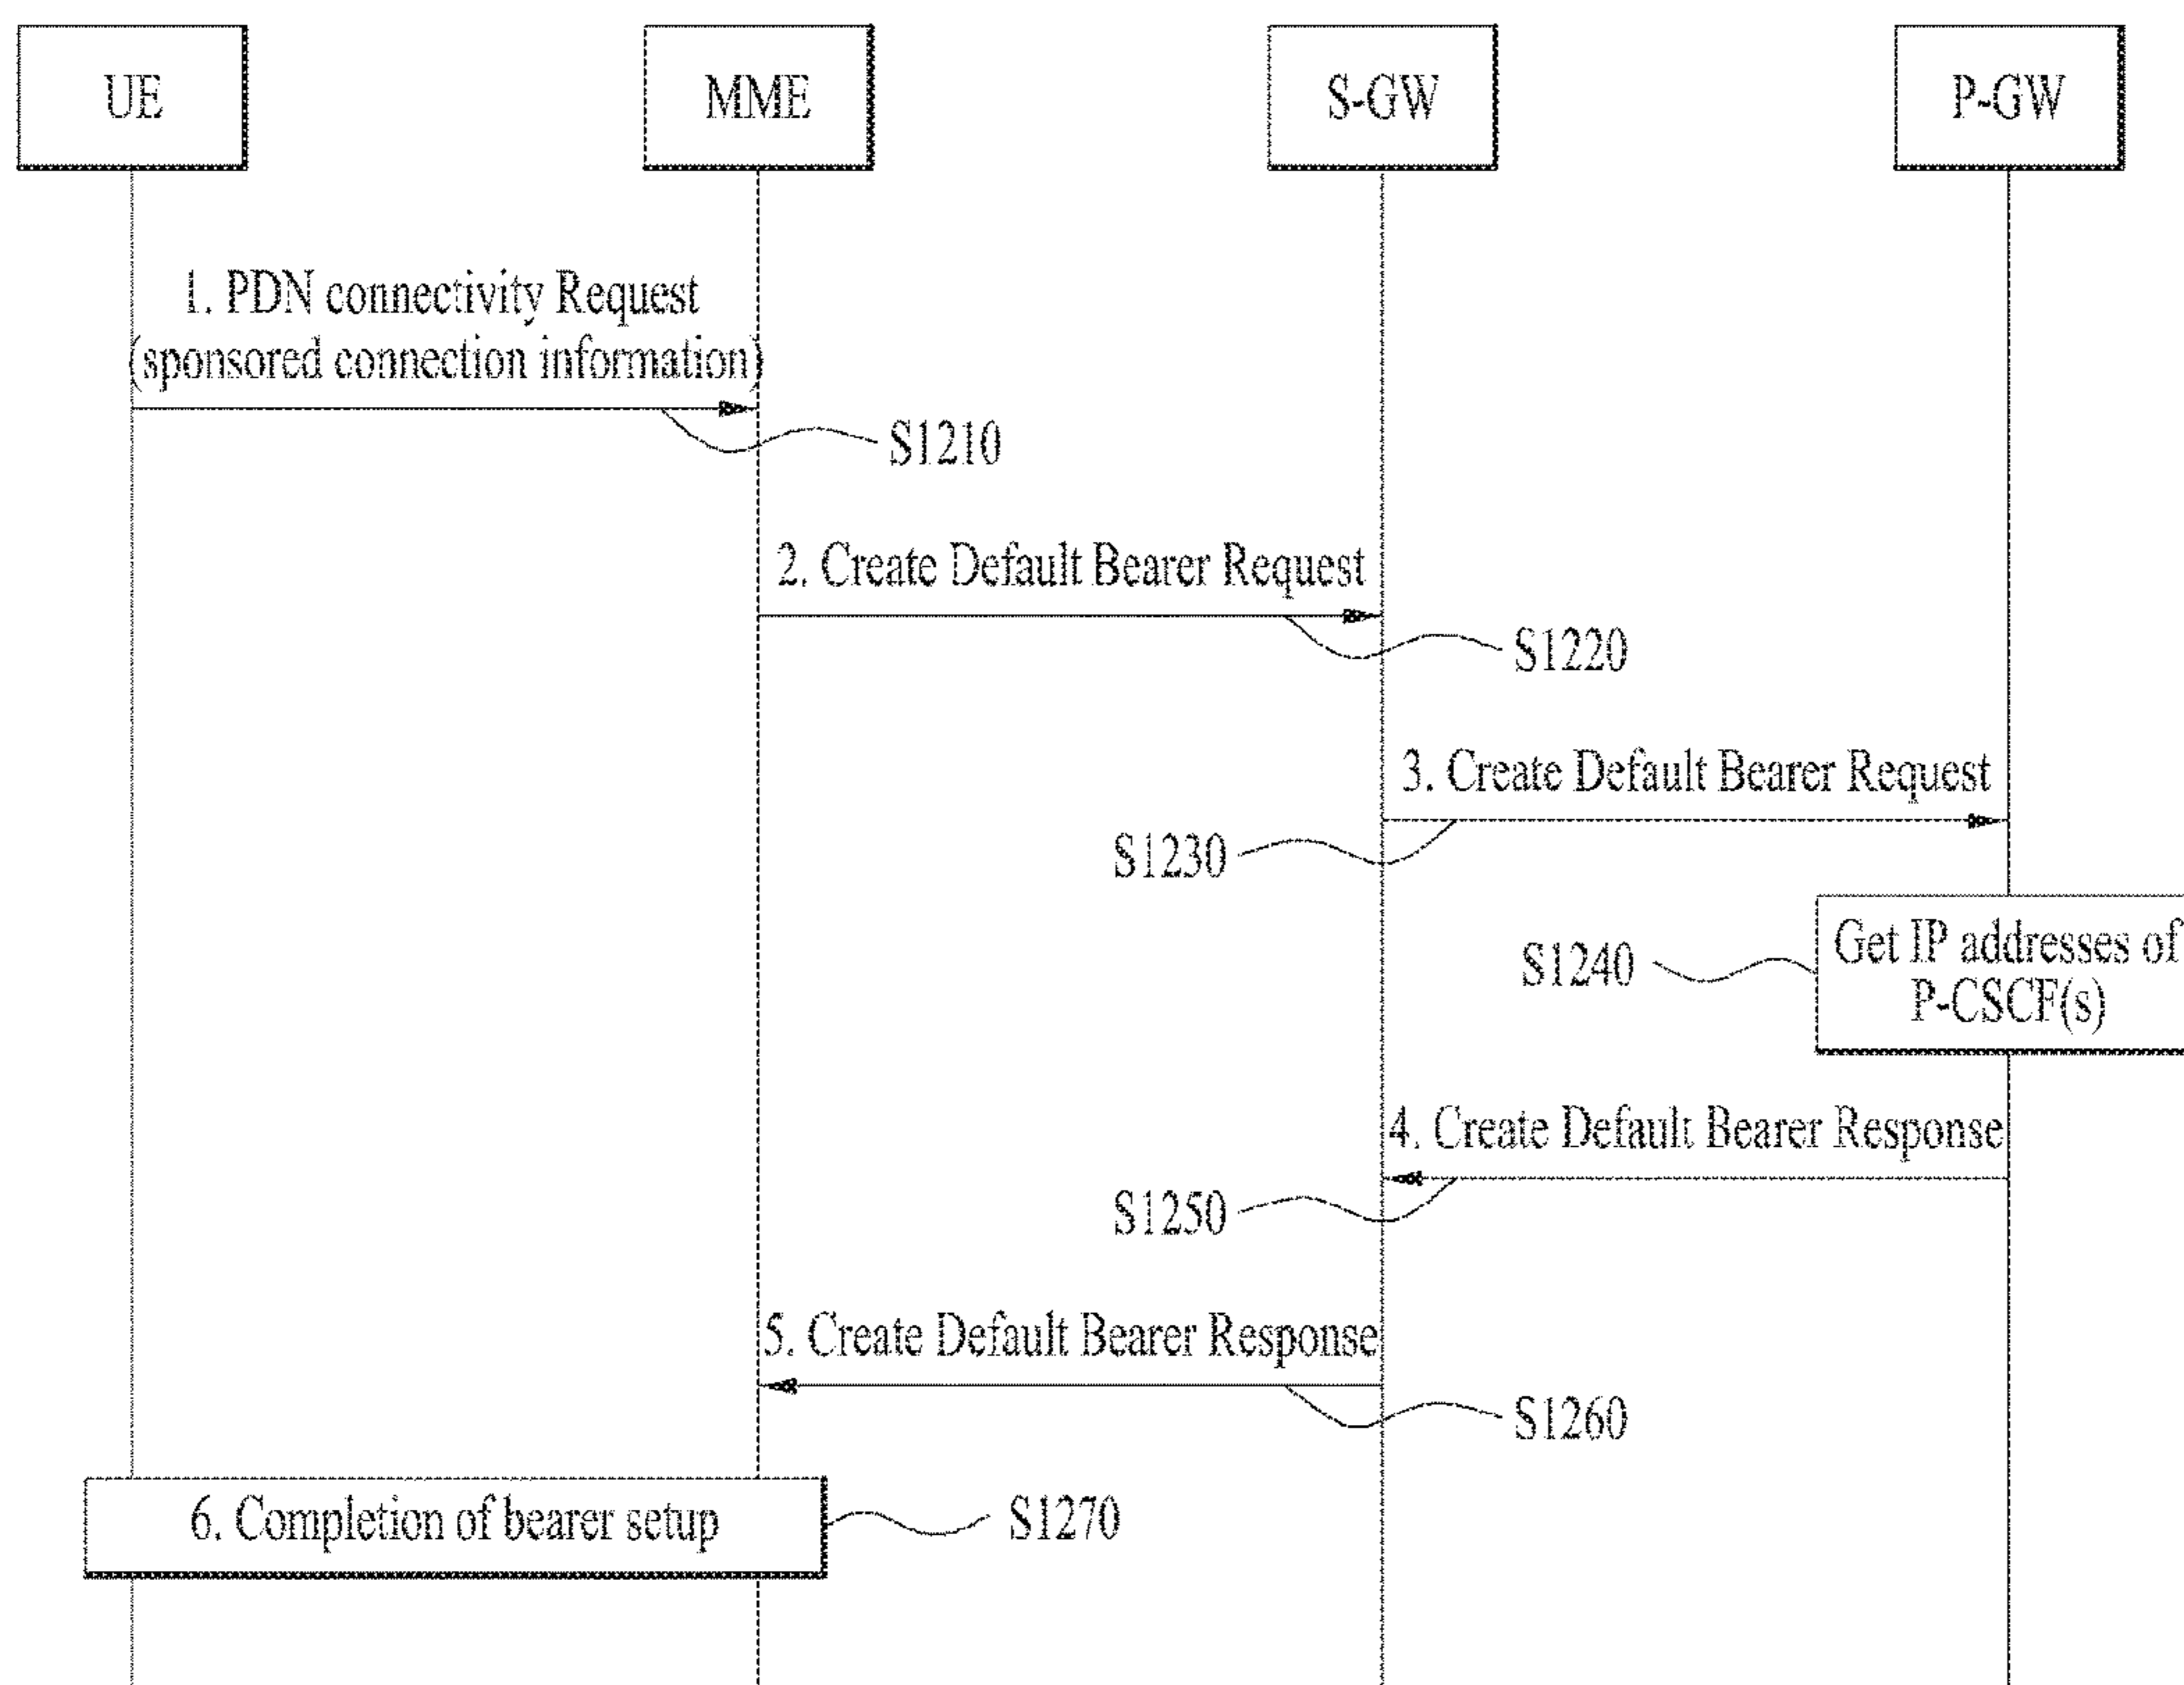 UE
MME
S-GW
P-GW
1. PDN connectivity Request
(sponsored connection information)
S1210
2. Create Default Bearer Request
S1220
3. Create Default Bearer Request
S1230
Get IP addresses of
P-CSCF(s)
S1240
4. Create Default Bearer Response
S1250
5. Create Default Bearer Response
S1260
6. Completion of bearer setup
S1270